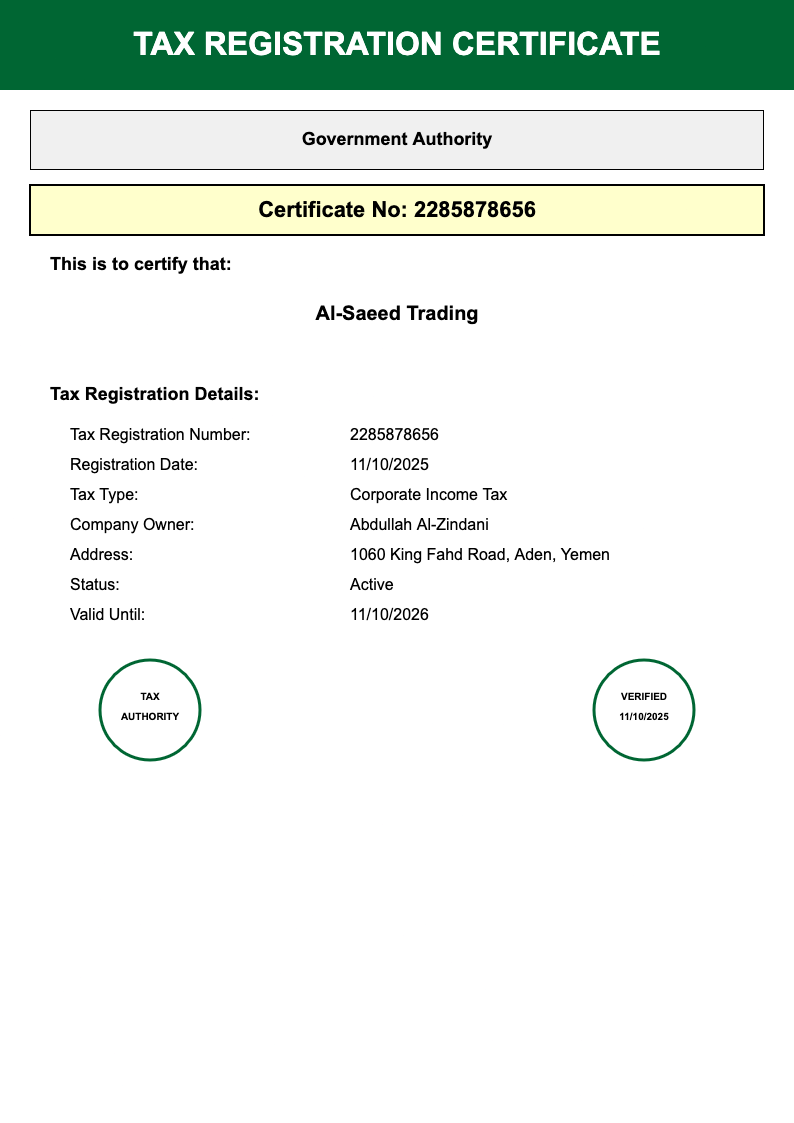 TAX REGISTRATION CERTIFICATE
Government Authority
Certificate No: 2285878656
This is to certify that:
Al-Saeed Trading
Tax Registration Details:
Tax Registration Number: 2285878656
Registration Date: 11/10/2025
Tax Type: Corporate Income Tax
Company Owner: Abdullah Al-Zindani
Address: 1060 King Fahd Road, Aden, Yemen
Status: Active
Valid Until: 11/10/2026
TAX
AUTHORITY
VERIFIED
11/10/2025